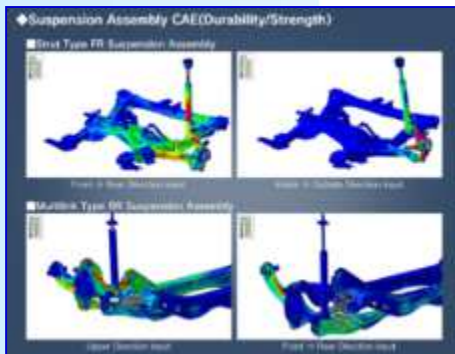 ◆Suspension Assembly CAE(Durability/Strength)
■Strut Type FR Suspension Assembly
Front → Rear Direction Input
Inside → Outside Direction Input
■Multilink Type RR Suspension Assembly
Upper Direction Input
Front → Rear Direction Input